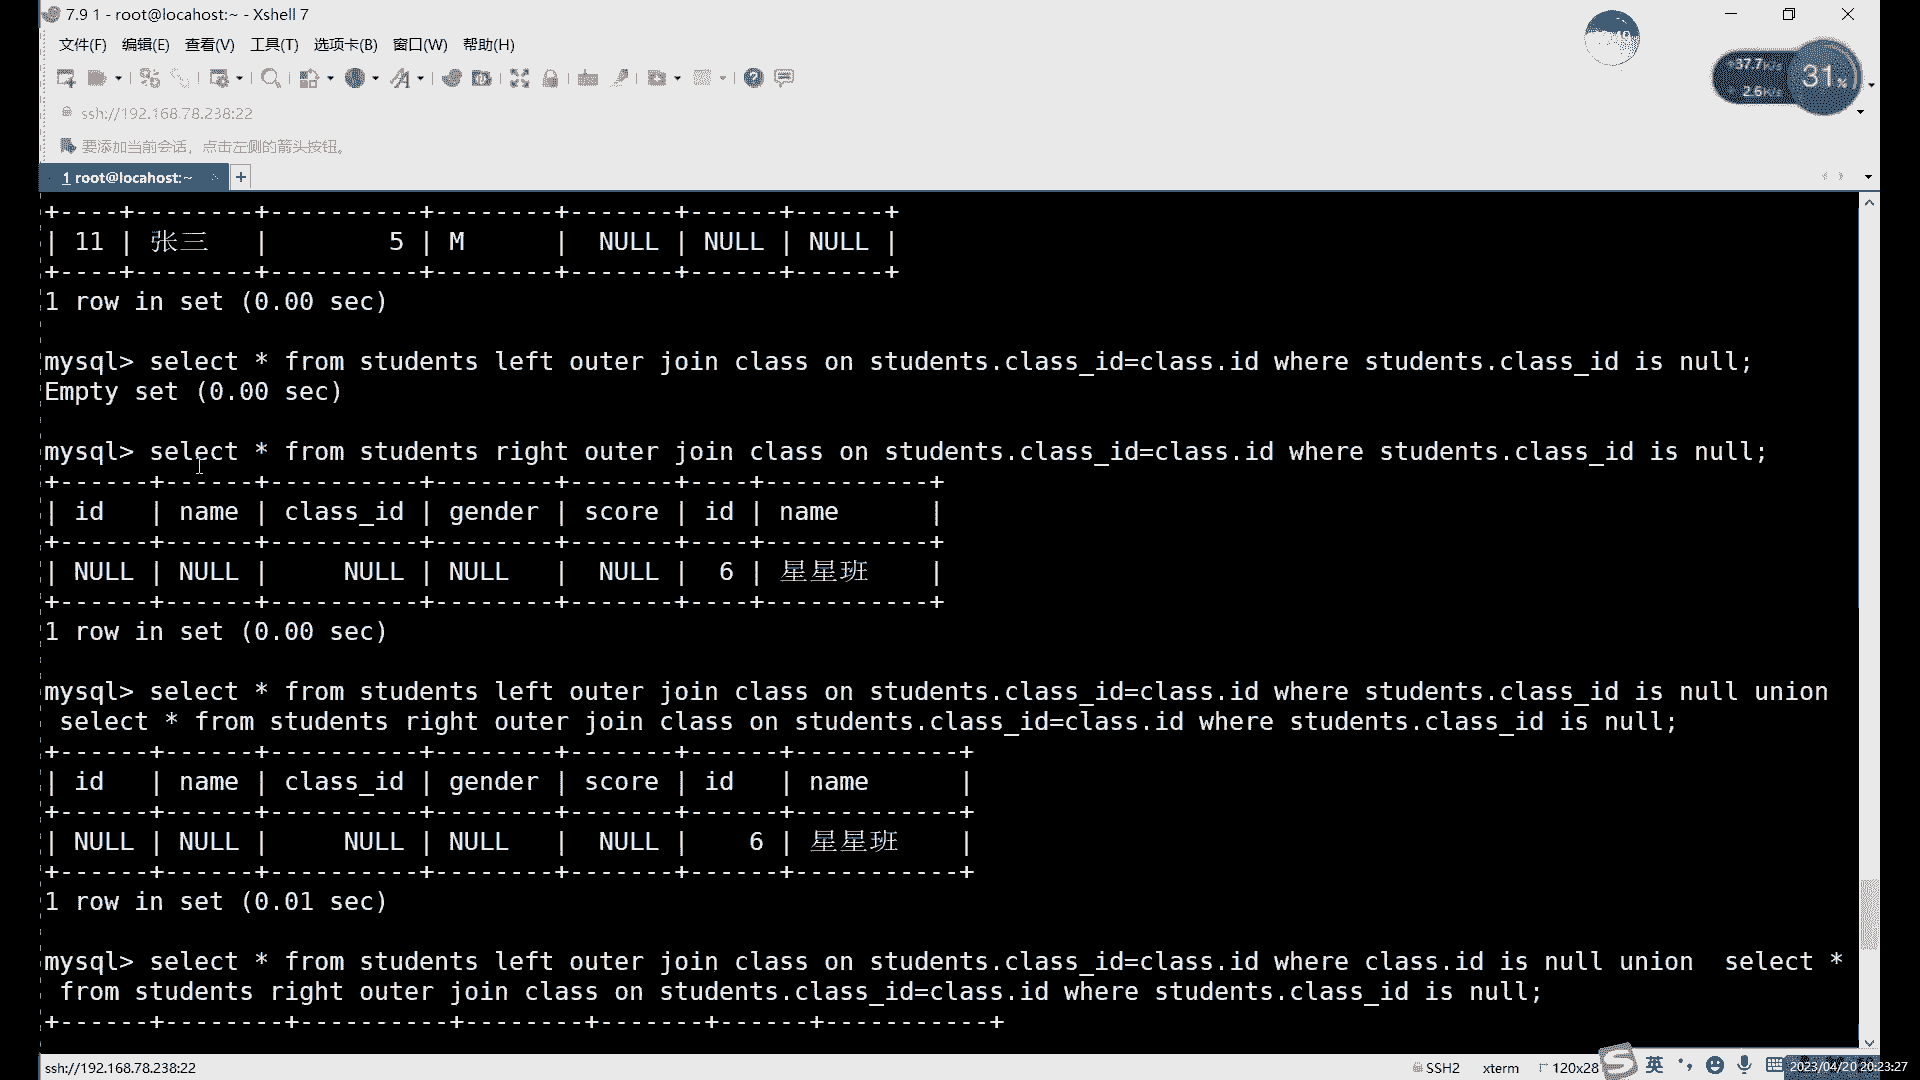 7.9 1 - root@locahost:~ - Xshell 7
文件(F) 编辑(E) 查看(V) 工具(T) 选项卡(B) 窗口(W) 帮助(H)
37.7K/s
2.6K/s
31%
ssh://192.168.78.238:22
要添加当前会话，点击左侧的箭头按钮。
1 root@locahost:~ +
+----+--------+----------+--------+-------+------+------+
| 11 | 张三   |        5 | M      |  NULL | NULL | NULL |
+----+--------+----------+--------+-------+------+------+
1 row in set (0.00 sec)
mysql> select * from students left outer join class on students.class_id=class.id where students.class_id is null;
Empty set (0.00 sec)
mysql> select * from students right outer join class on students.class_id=class.id where students.class_id is null;
+------+------+----------+--------+-------+----+-----------+
| id   | name | class_id | gender | score | id | name      |
+------+------+----------+--------+-------+----+-----------+
| NULL | NULL |     NULL | NULL   |  NULL |  6 | 星星班    |
+------+------+----------+--------+-------+----+-----------+
1 row in set (0.00 sec)
mysql> select * from students left outer join class on students.class_id=class.id where students.class_id is null union
 select * from students right outer join class on students.class_id=class.id where students.class_id is null;
+------+------+----------+--------+-------+------+-----------+
| id   | name | class_id | gender | score | id   | name      |
+------+------+----------+--------+-------+------+-----------+
| NULL | NULL |     NULL | NULL   |  NULL |    6 | 星星班    |
+------+------+----------+--------+-------+------+-----------+
1 row in set (0.01 sec)
mysql> select * from students left outer join class on students.class_id=class.id where class.id is null union  select *
 from students right outer join class on students.class_id=class.id where students.class_id is null;
+------+--------+----------+--------+-------+------+-----------+
ssh://192.168.78.238:22 SSH2 xterm 120x28 英 2023/04/20 20:23:27